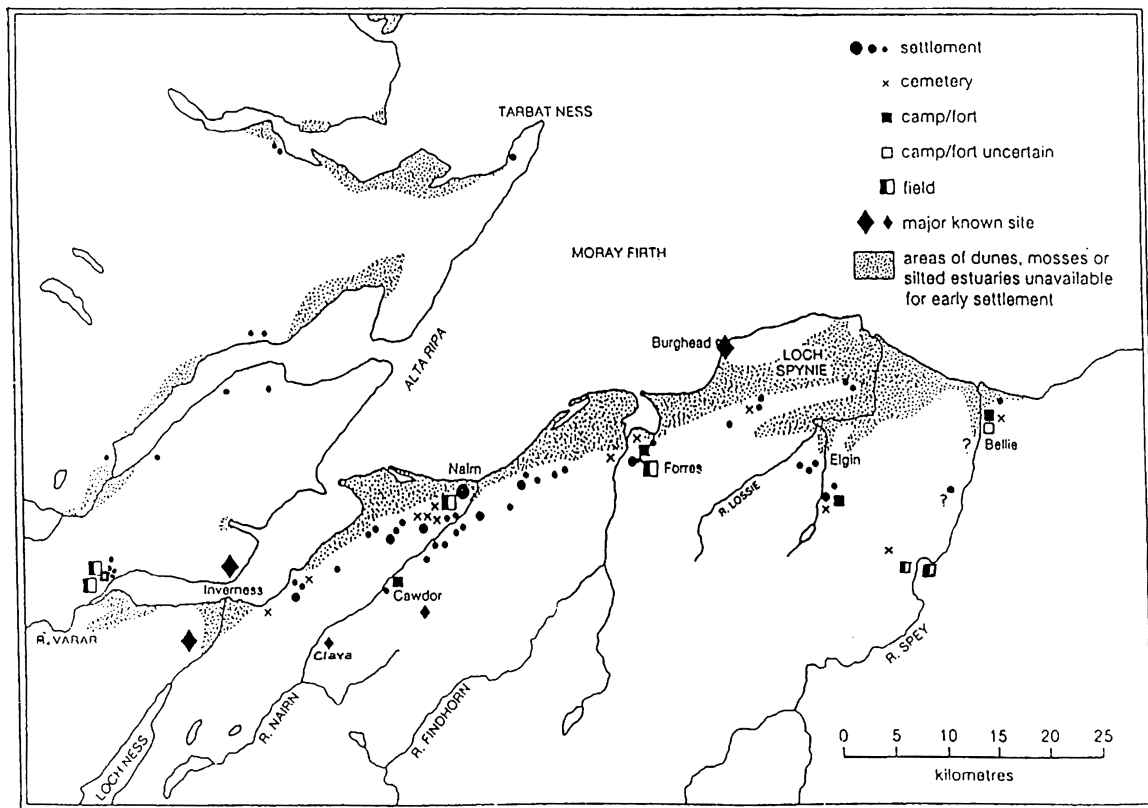 settlement
cemetery
TARBAT NESS
camp/fort
camp/fort uncertain
field
major known site
MORAY FIRTH
areas of dunes, mosses or
silted estuaries unavailable
for early settlement
Burghead
LOCH
SPYNIE
ALTA RIPA
Nairn
Forres
Elgin
?
Bellie
R. LOSSIE
?
Inverness
Cawdor
R. VARAR
Clava
R. SPEY
R. NAIRN
R. FINDHORN
LOCH NESS
0 5 10 15 20 25
kilometres